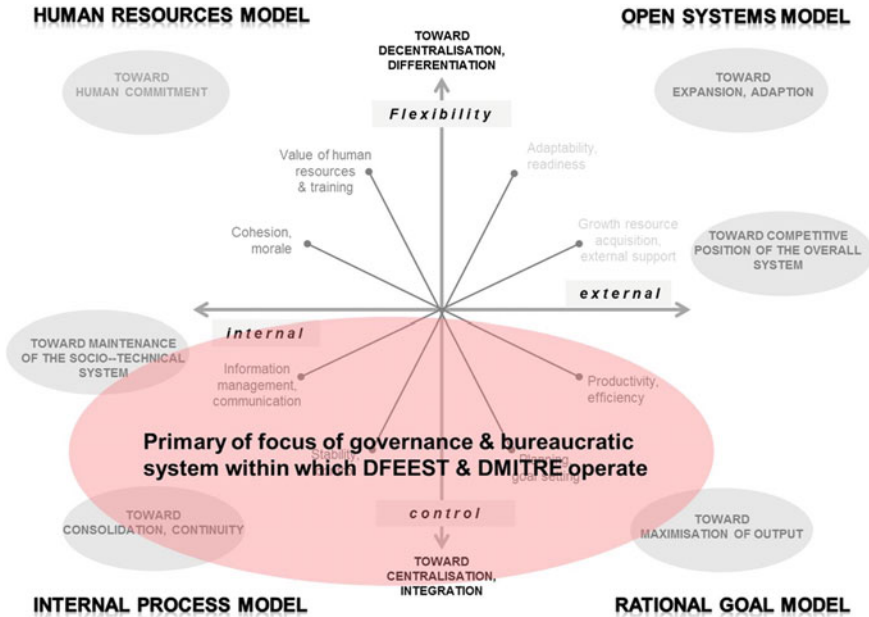 HUMAN RESOURCES MODEL
OPEN SYSTEMS MODEL
TOWARD
DECENTRALISATION,
DIFFERENTIATION
TOWARD
HUMAN COMMITMENT
TOWARD
EXPANSION, ADAPTION
Flexibility
Value of human
resources
& training
Adaptability,
readiness
Cohesion,
morale
Growth resource
acquisition,
external support
TOWARD COMPETITIVE
POSITION OF THE OVERALL
SYSTEM
external
internal
TOWARD MAINTENANCE
OF THE SOCIO--TECHNICAL
SYSTEM
Information
management,
communication
Productivity,
efficiency
Primary of focus of governance & bureaucratic
system within which DFEEST & DMITRE operate
Stability,
Planning
goal setting
control
TOWARD
CONSOLIDATION, CONTINUITY
TOWARD
MAXIMISATION OF OUTPUT
TOWARD
CENTRALISATION,
INTEGRATION
INTERNAL PROCESS MODEL
RATIONAL GOAL MODEL